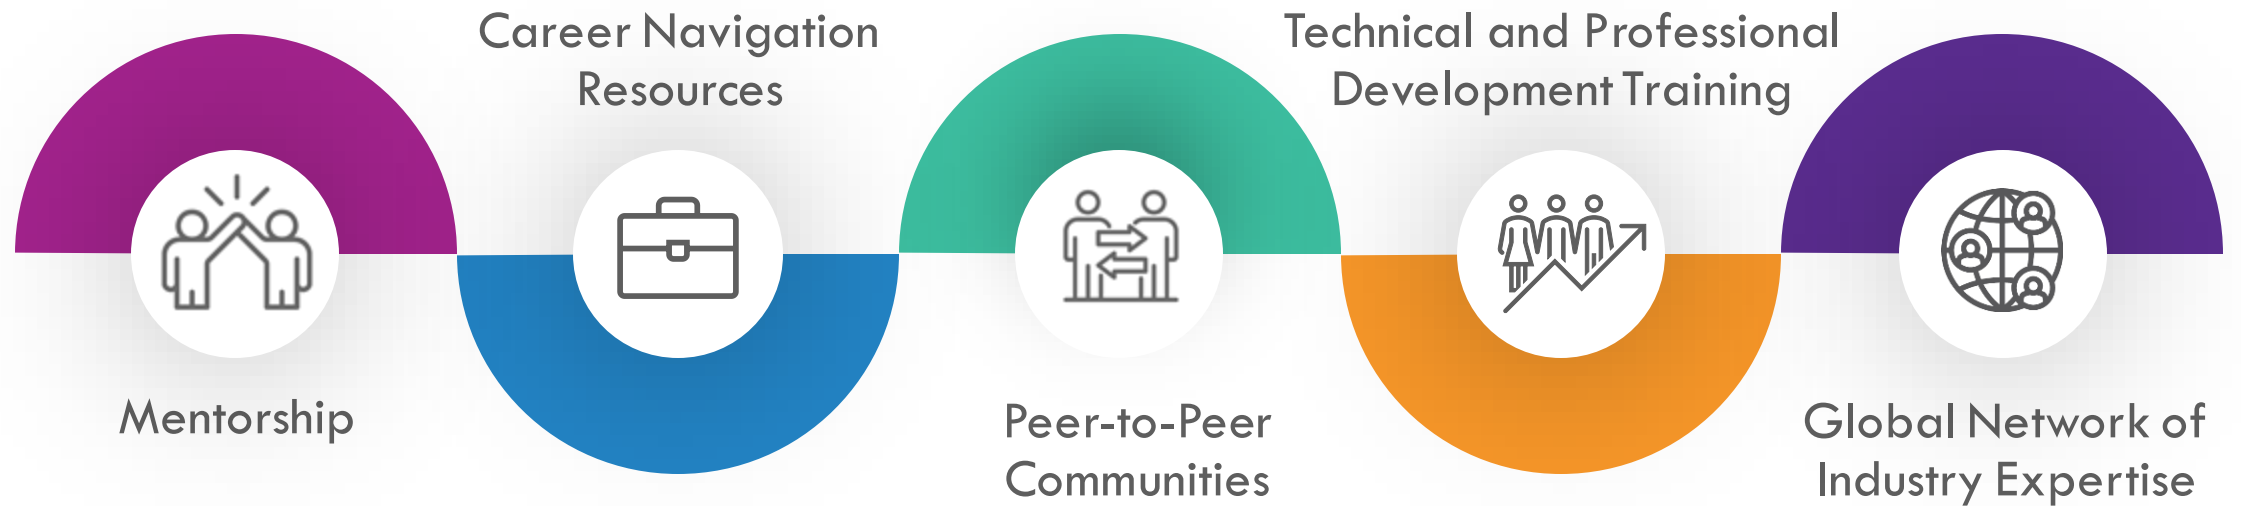 Mentorship
Career Navigation
Resources
Peer-to-Peer
Communities
Technical and Professional
Development Training
Global Network of
Industry Expertise